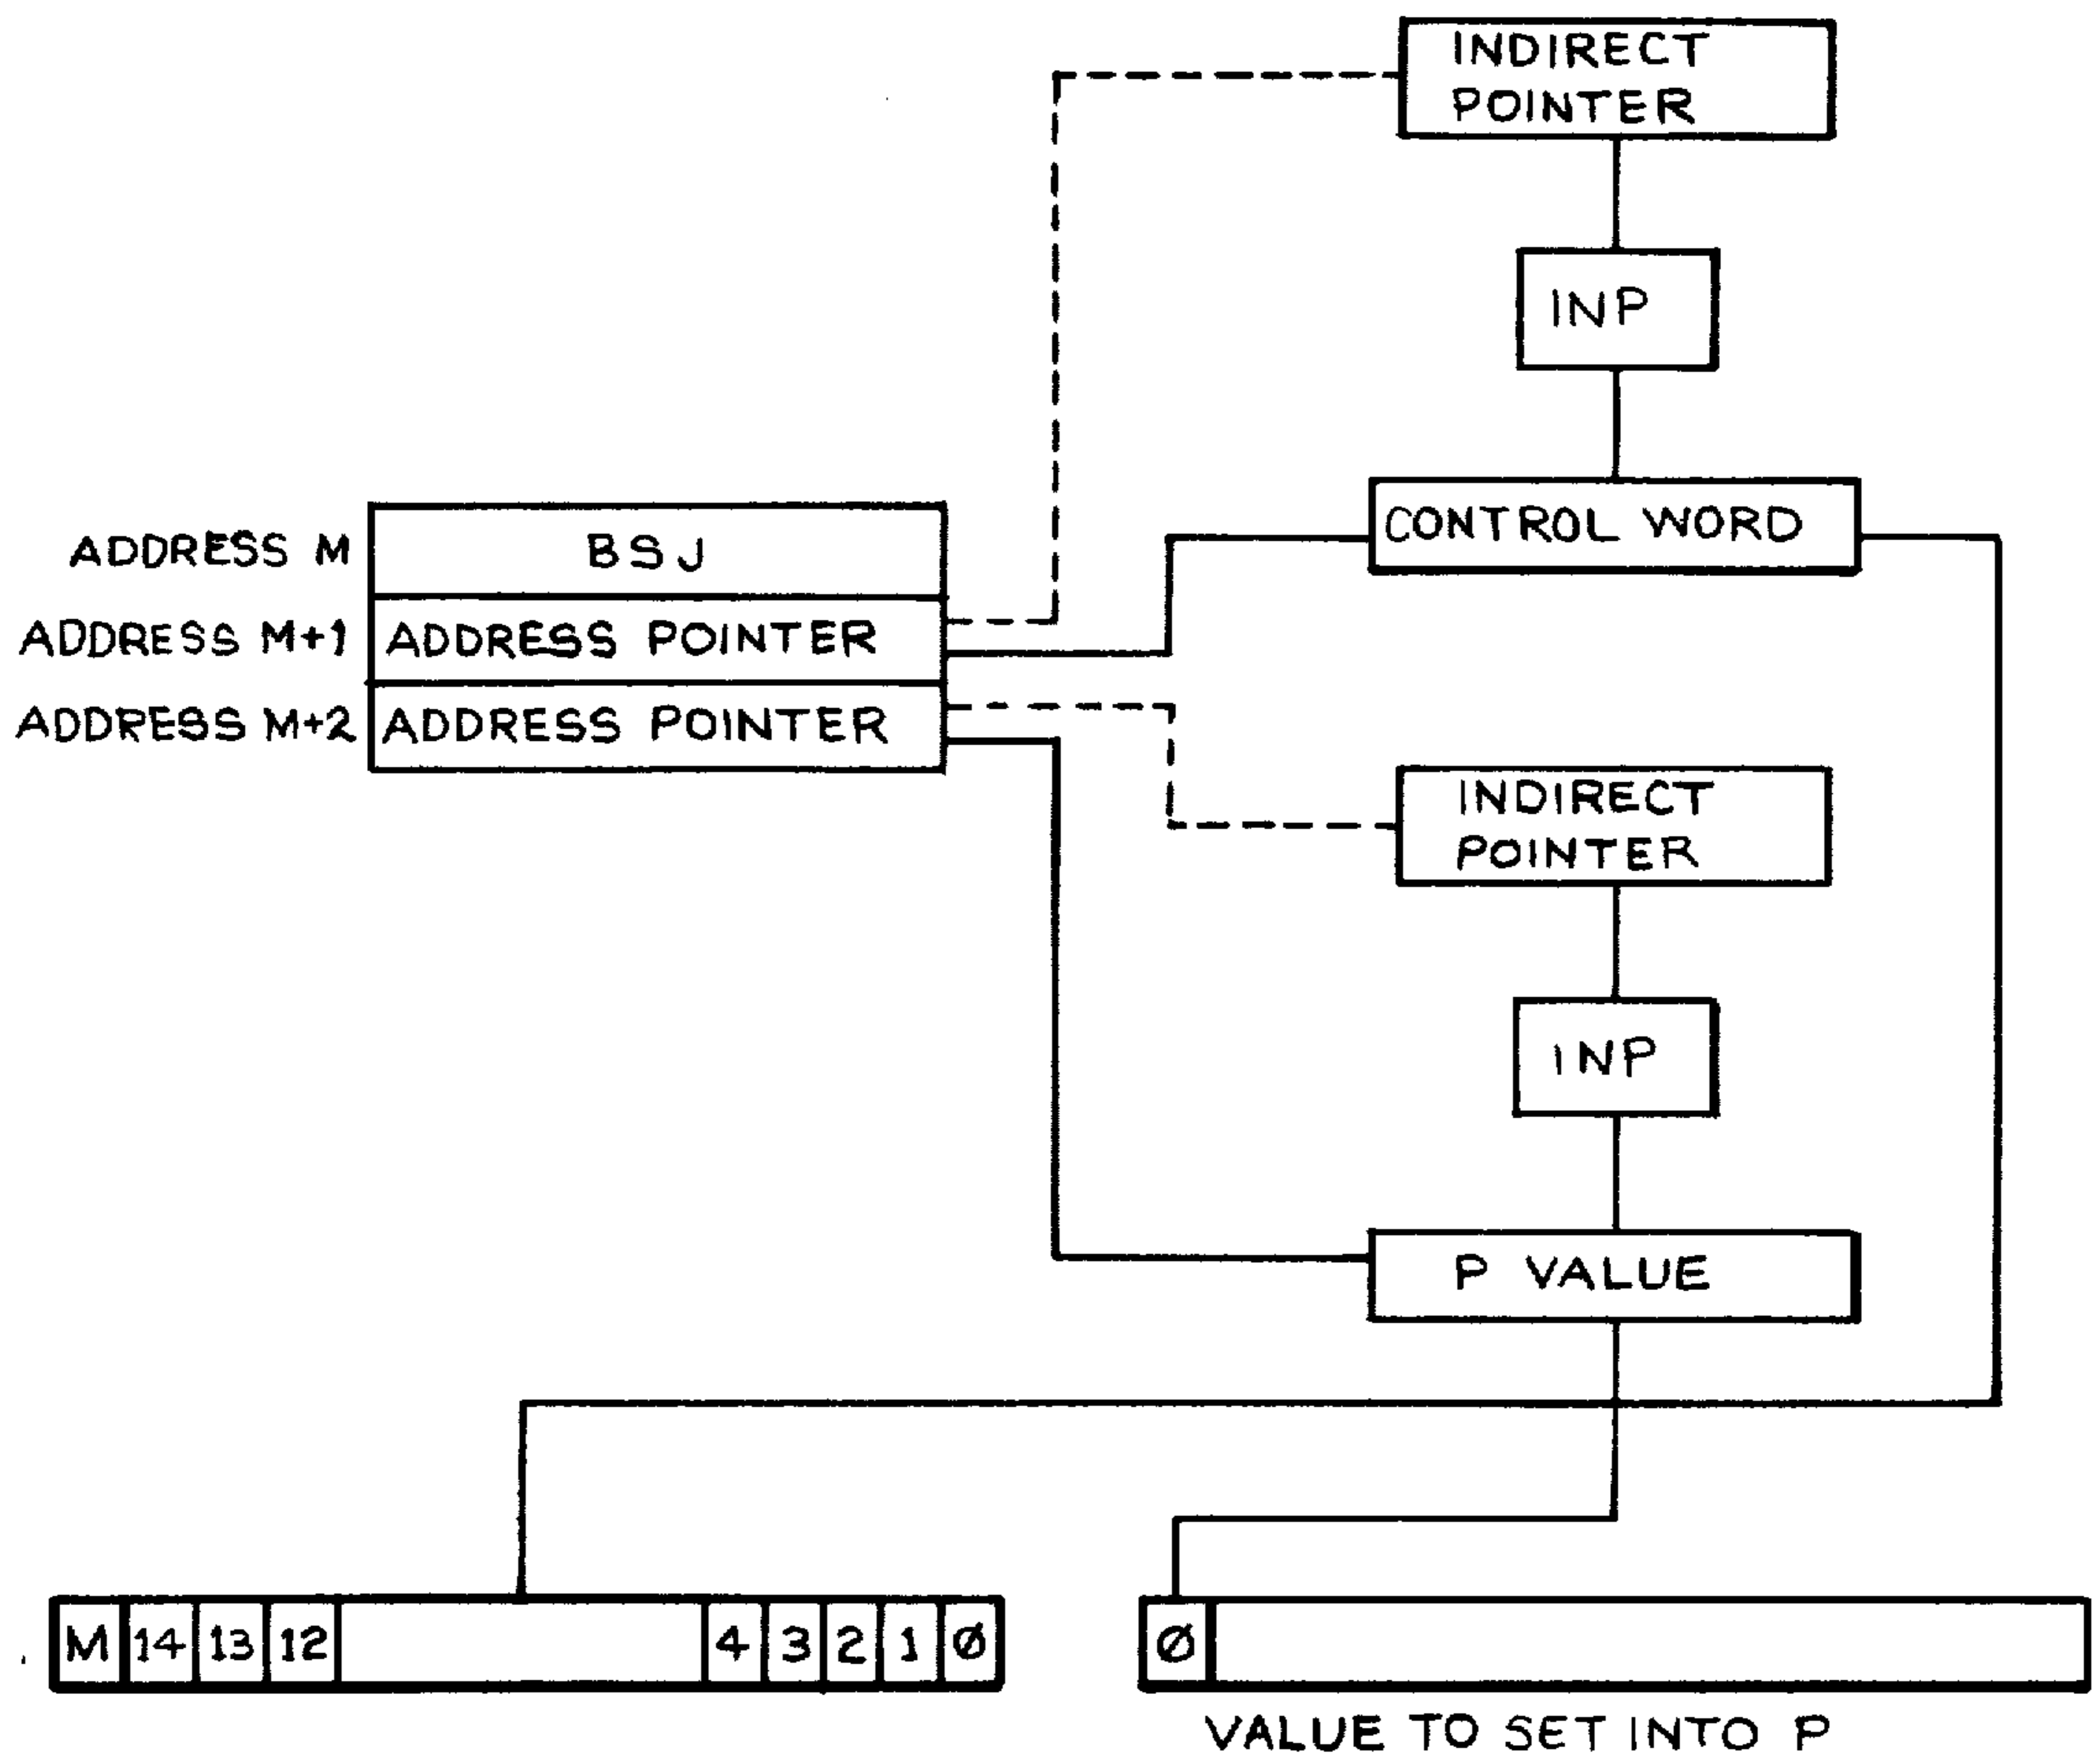 INDIRECT
POINTER
INP
CONTROL WORD
ADDRESS M
BSJ
ADDRESS M+1
ADDRESS POINTER
ADDRESS M+2
ADDRESS POINTER
INDIRECT
POINTER
INP
P VALUE
M 14 13 12 4 3 2 1 Ø
Ø
VALUE TO SET INTO P